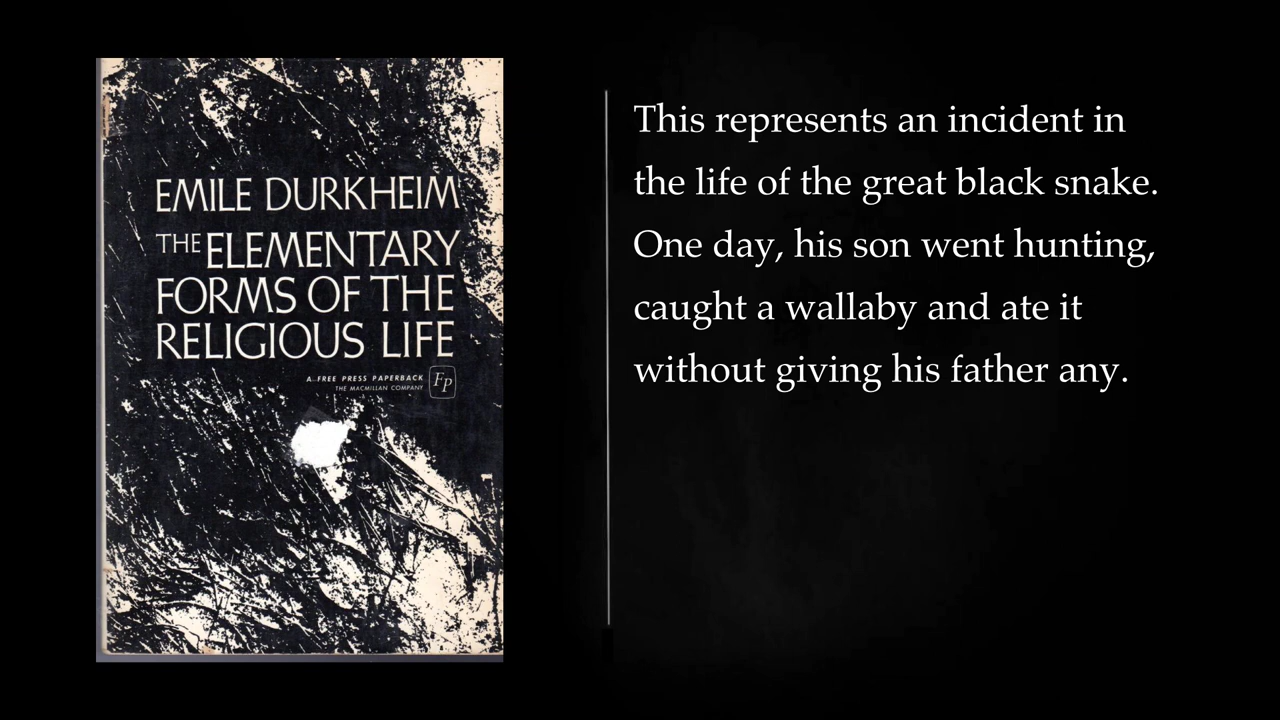 EMILE DURKHEIM
THE ELEMENTARY
FORMS OF THE
RELIGIOUS LIFE
A FREE PRESS PAPERBACK
THE MACMILLAN COMPANY
Fp
This represents an incident in
the life of the great black snake.
One day, his son went hunting,
caught a wallaby and ate it
without giving his father any.